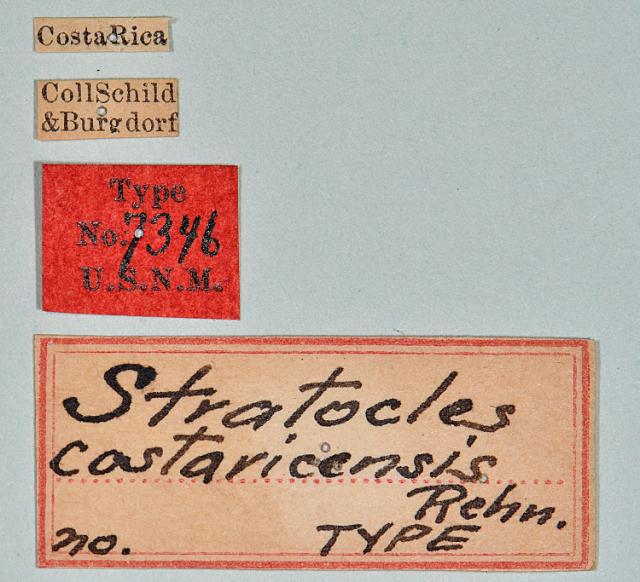 CostaRica
CollSchild
&Burgdorf
Type
No. 7346
U.S.N.M.
Stratocles
costaricensis
Rehn.
no. TYPE